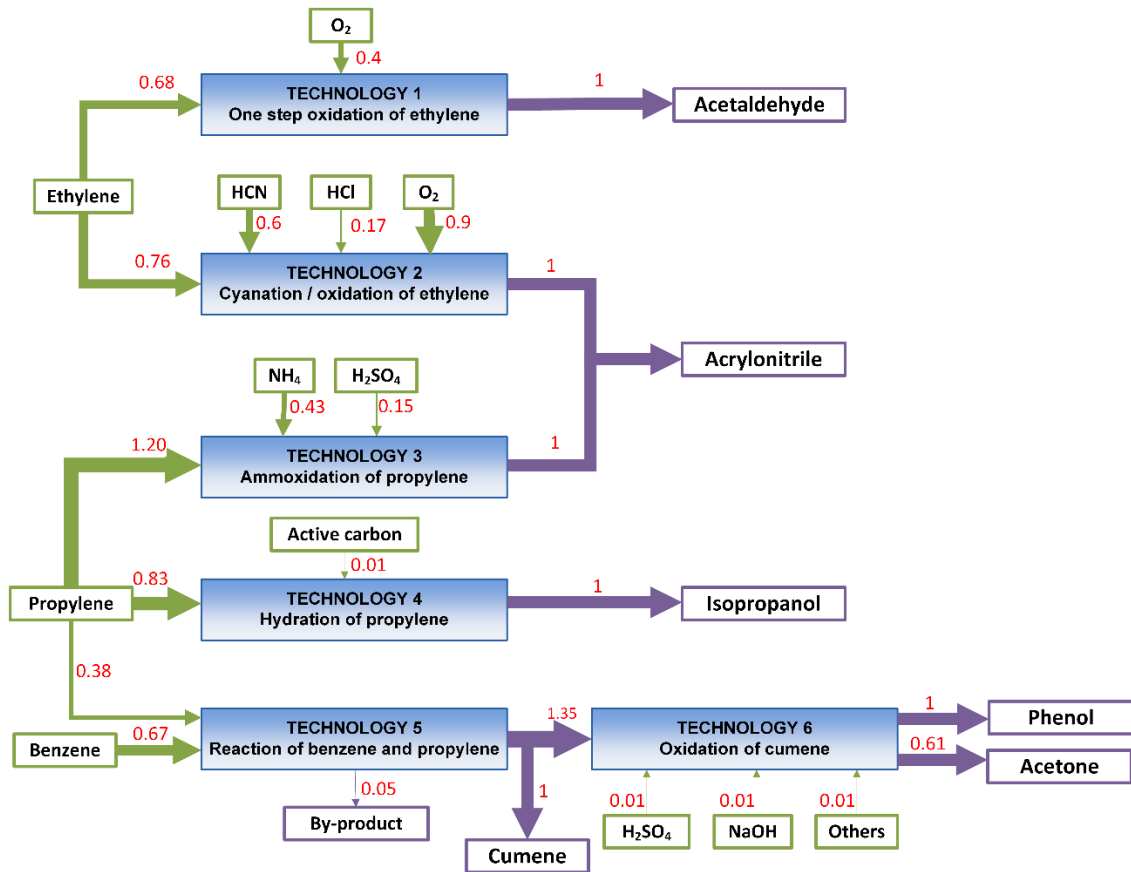 O₂
0.4
0.68
TECHNOLOGY 1
One step oxidation of ethylene
1
Acetaldehyde
Ethylene
HCN
HCl
O₂
0.6
0.17
0.9
0.76
TECHNOLOGY 2
Cyanation / oxidation of ethylene
1
Acrylonitrile
NH₄
H₂SO₄
0.43
0.15
1.20
TECHNOLOGY 3
Ammoxidation of propylene
1
Active carbon
0.01
Propylene
0.83
TECHNOLOGY 4
Hydration of propylene
1
Isopropanol
0.38
Benzene
0.67
TECHNOLOGY 5
Reaction of benzene and propylene
1.35
TECHNOLOGY 6
Oxidation of cumene
1
Phenol
0.61
Acetone
0.05
By-product
1
Cumene
0.01
H₂SO₄
0.01
NaOH
0.01
Others